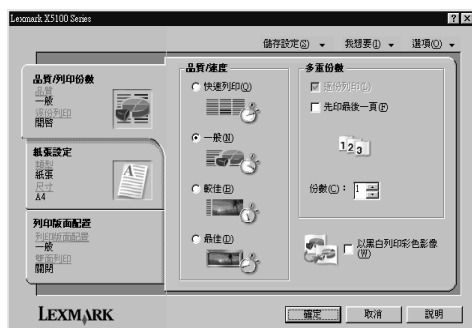 Lexmark X5100 Series
儲存設定(S)
我想要(I)
選項(O)
品質/列印份數
品質
一般
逐份列印
開啓
紙張設定
類型
紙張
尺寸
A4
列印版面配置
列印版面配置
一般
雙面列印
關閉
品質/速度
快速列印(Q)
一般(N)
較佳(B)
最佳(D)
多重份數
逐份列印(L)
先印最後一頁(F)
1 2 3
份數(C)： 1
以黑白列印彩色影像
(W)
LEXMARK
確定
取消
說明